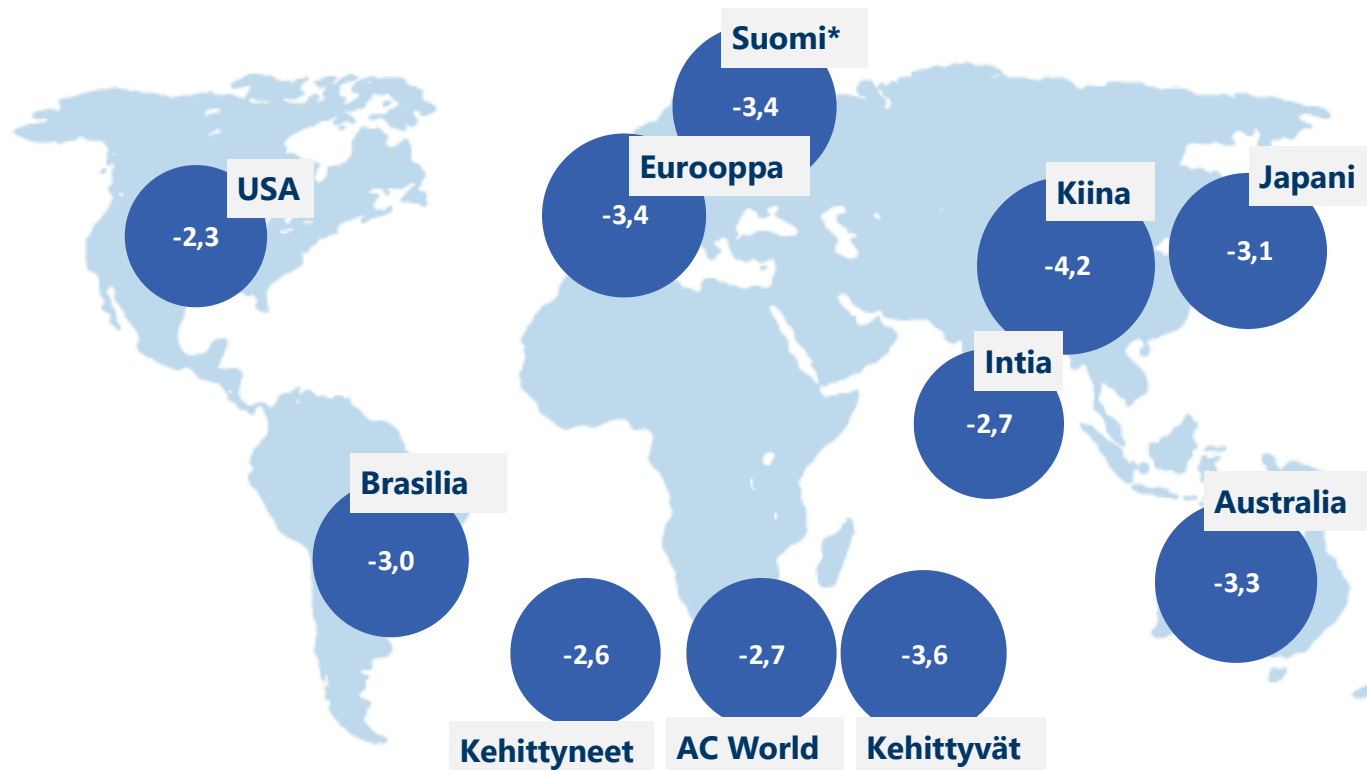 Suomi*
-3,4
Eurooppa
-3,4
USA
-2,3
Kiina
-4,2
Japani
-3,1
Intia
-2,7
Brasilia
-3,0
Australia
-3,3
-2,6
Kehittyneet
-2,7
AC World
-3,6
Kehittyvät